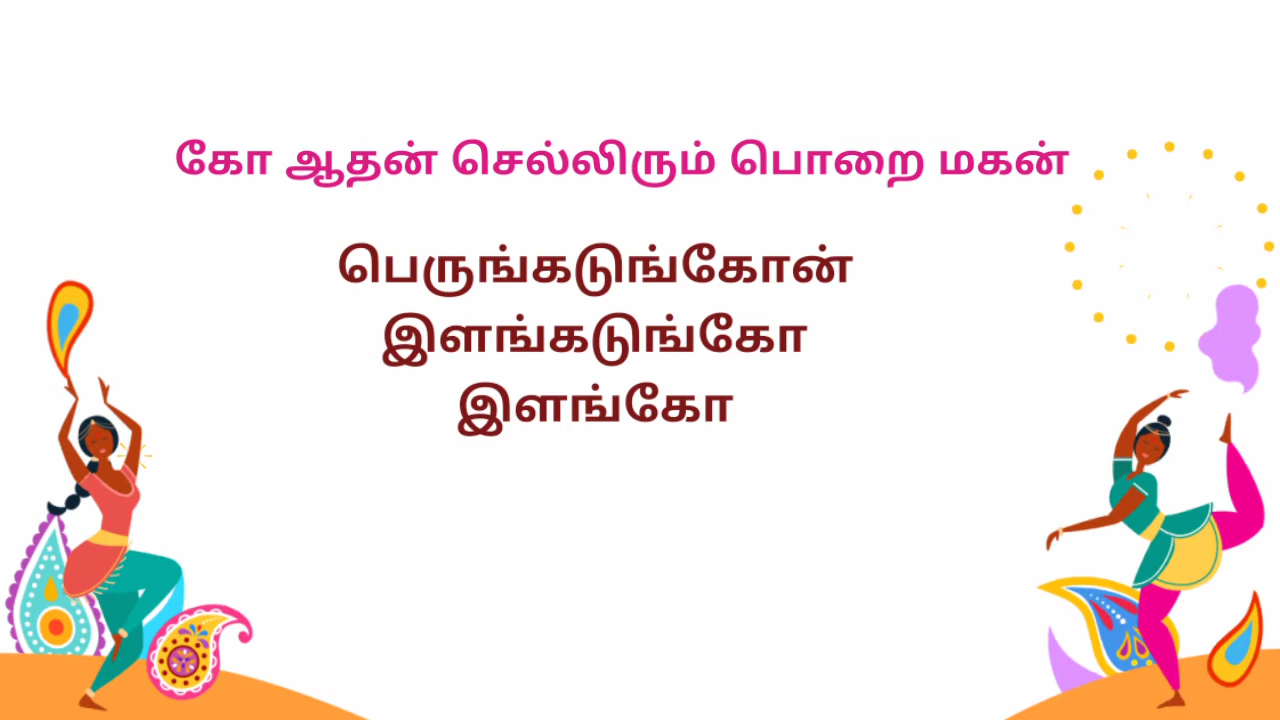 கோ ஆதன் செல்லிரும் பொறை மகன்
பெருங்கடுங்கோன்
இளங்கடுங்கோ
இளங்கோ